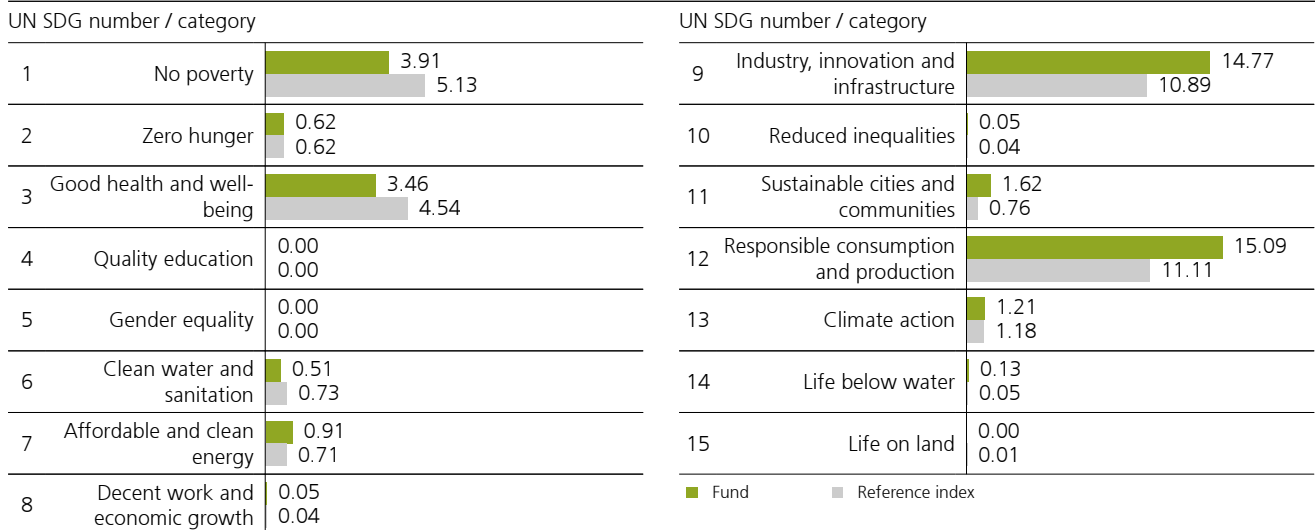 UN SDG number / category
1
No poverty
3.91
5.13
2
Zero hunger
0.62
0.62
3
Good health and well-
being
3.46
4.54
4
Quality education
0.00
0.00
5
Gender equality
0.00
0.00
6
Clean water and
sanitation
0.51
0.73
7
Affordable and clean
energy
0.91
0.71
8
Decent work and
economic growth
0.05
0.04
UN SDG number / category
9
Industry, innovation and
infrastructure
14.77
10.89
10
Reduced inequalities
0.05
0.04
11
Sustainable cities and
communities
1.62
0.76
12
Responsible consumption
and production
15.09
11.11
13
Climate action
1.21
1.18
14
Life below water
0.13
0.05
15
Life on land
0.00
0.01
Fund
Reference index